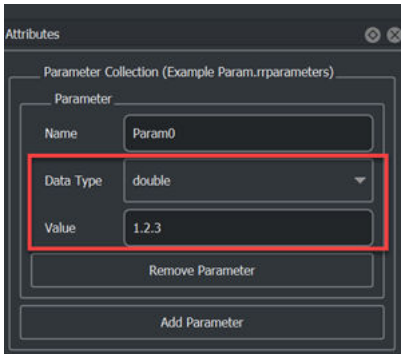 Attributes
Parameter Collection (Example Param.rrparameters)
Parameter
Name Param0
Data Type double
Value 1.2.3
Remove Parameter
Add Parameter